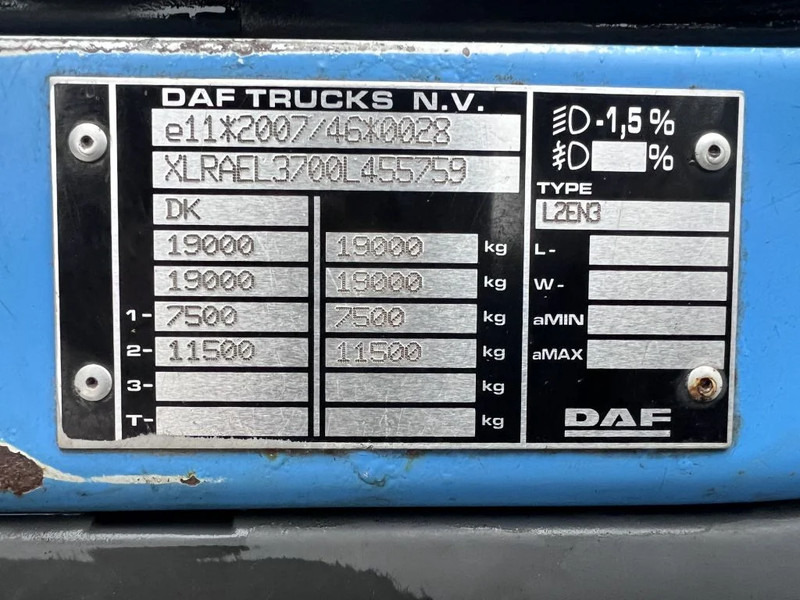 DAF TRUCKS N.V.
e11*2007/46*0028
XLRAEL3700L455759
DK
19000 19000 kg
19000 19000 kg
1- 7500 7500 kg
2- 11500 11500 kg
3- kg
T- kg
-1,5 %
%
TYPE
L2EN3
L-
W-
aMIN
aMAX
DAF